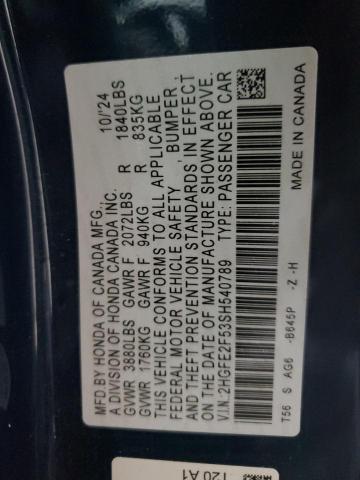 MFD.BY HONDA OF CANADA MFG., 10/'24
A DIVISION OF HONDA CANADA INC.
GVWR 3880LBS GAWR F 2072LBS R 1840LBS
GVWR 1760KG GAWR F 940KG R 835KG
THIS VEHICLE CONFORMS TO ALL APPLICABLE
FEDERAL MOTOR VEHICLE SAFETY , BUMPER ,
AND THEFT PREVENTION STANDARDS IN EFFECT
ON THE DATE OF MANUFACTURE SHOWN ABOVE.
V.I.N. 2HGFE2F53SH540789 TYPE: PASSENGER CAR
T56 S AG6 -B645P -Z -H
MADE IN CANADA
T20 A1